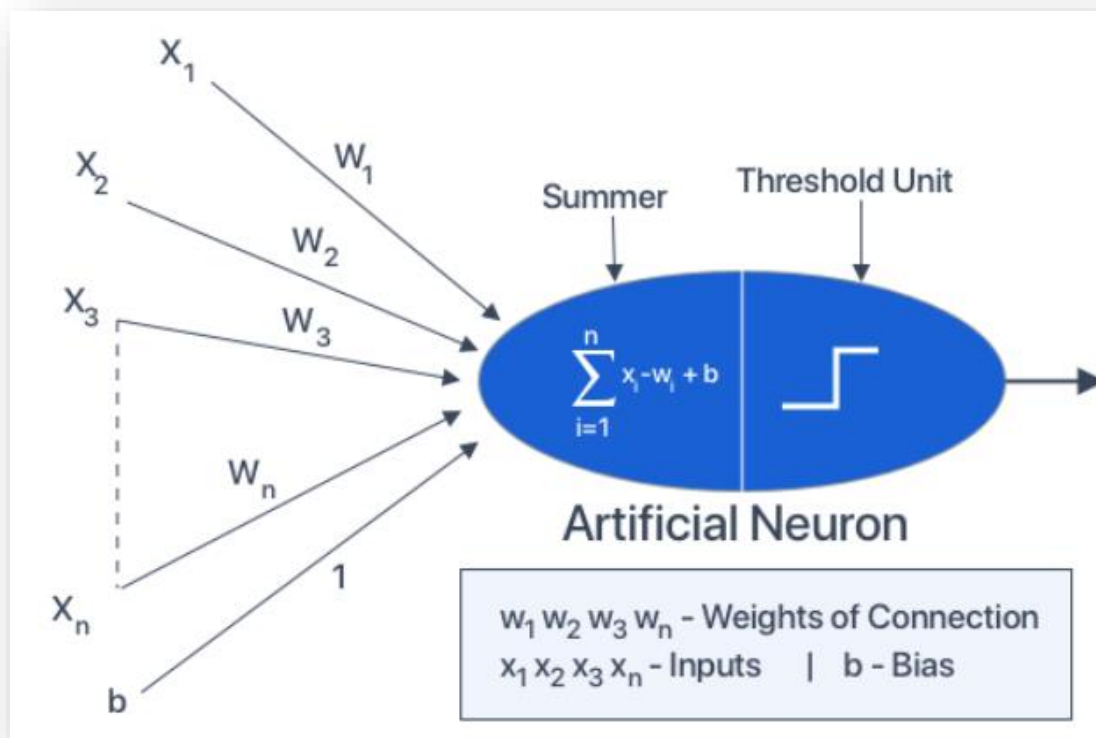 X₁
W₁
X₂
W₂
Summer
Threshold Unit
X₃
W₃
n
∑ xᵢ-wᵢ + b
i=1
Wₙ
Artificial Neuron
1
Xₙ
b
w₁ w₂ w₃ wₙ - Weights of Connection
x₁ x₂ x₃ xₙ - Inputs | b - Bias